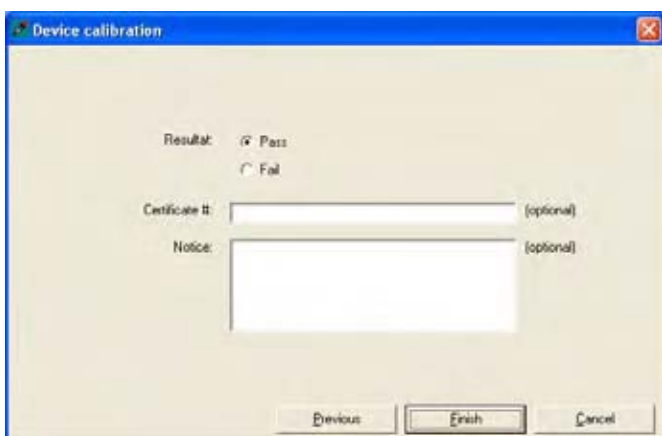 Device calibration
Resultat: Pass
Fail
Certificate #: (optional)
Notice: (optional)
Previous Finish Cancel